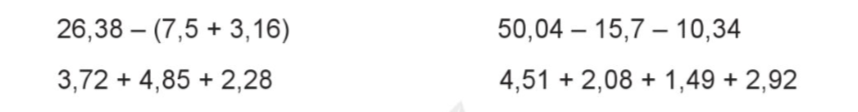 26,38 – (7,5 + 3,16)    50,04 – 15,7 – 10,34
3,72 + 4,85 + 2,28    4,51 + 2,08 + 1,49 + 2,92